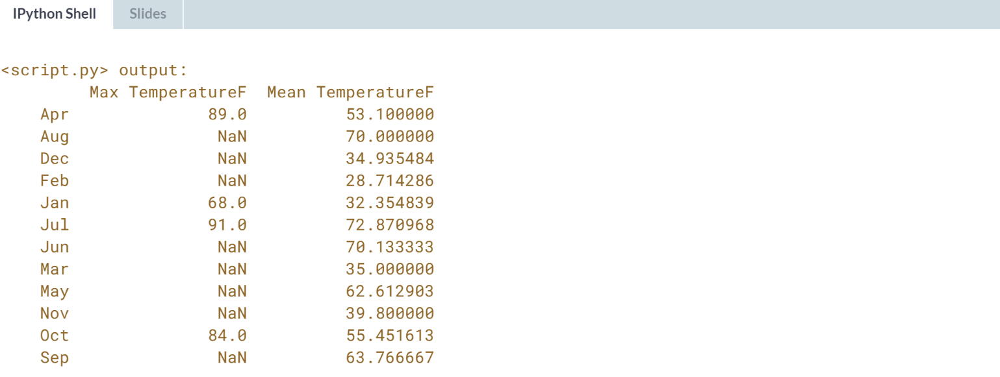 IPython Shell Slides
<script.py> output:
Max TemperatureF Mean TemperatureF
Apr 89.0 53.100000
Aug NaN 70.000000
Dec NaN 34.935484
Feb NaN 28.714286
Jan 68.0 32.354839
Jul 91.0 72.870968
Jun NaN 70.133333
Mar NaN 35.000000
May NaN 62.612903
Nov NaN 39.800000
Oct 84.0 55.451613
Sep NaN 63.766667